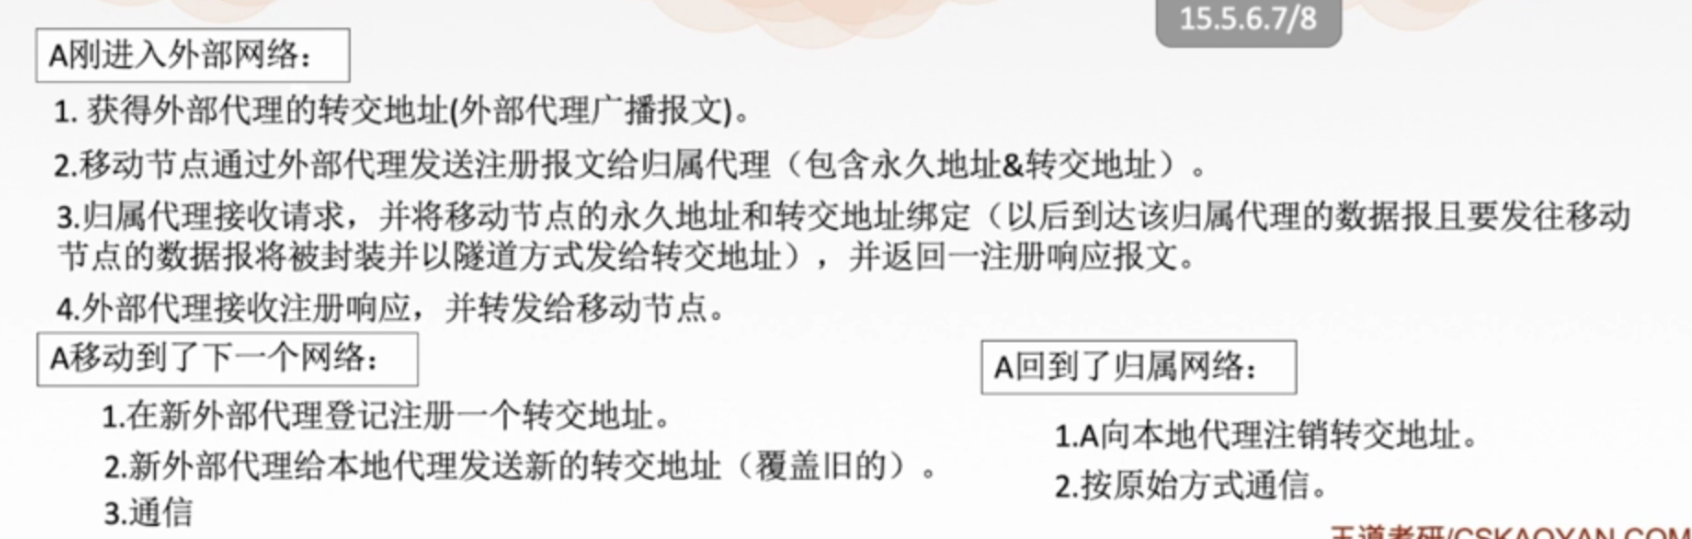 15.5.6.7/8
A刚进入外部网络：
1. 获得外部代理的转交地址(外部代理广播报文)。
2.移动节点通过外部代理发送注册报文给归属代理（包含永久地址&转交地址）。
3.归属代理接收请求，并将移动节点的永久地址和转交地址绑定（以后到达该归属代理的数据报且要发往移动
节点的数据报将被封装并以隧道方式发给转交地址），并返回一注册响应报文。
4.外部代理接收注册响应，并转发给移动节点。
A移动到了下一个网络：
1.在新外部代理登记注册一个转交地址。
2.新外部代理给本地代理发送新的转交地址（覆盖旧的）。
3.通信
A回到了归属网络：
1.A向本地代理注销转交地址。
2.按原始方式通信。
王道考研/CSKAOYAN.COM